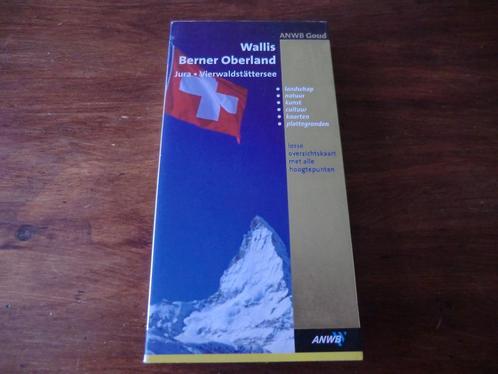 ANWB Goud
Wallis
Berner Oberland
Jura • Vierwaldstättersee
• landschap
• natuur
• kunst
• cultuur
• kaarten
• plattegronden
losse
overzichtskaart
met alle
hoogtepunten
ANWB